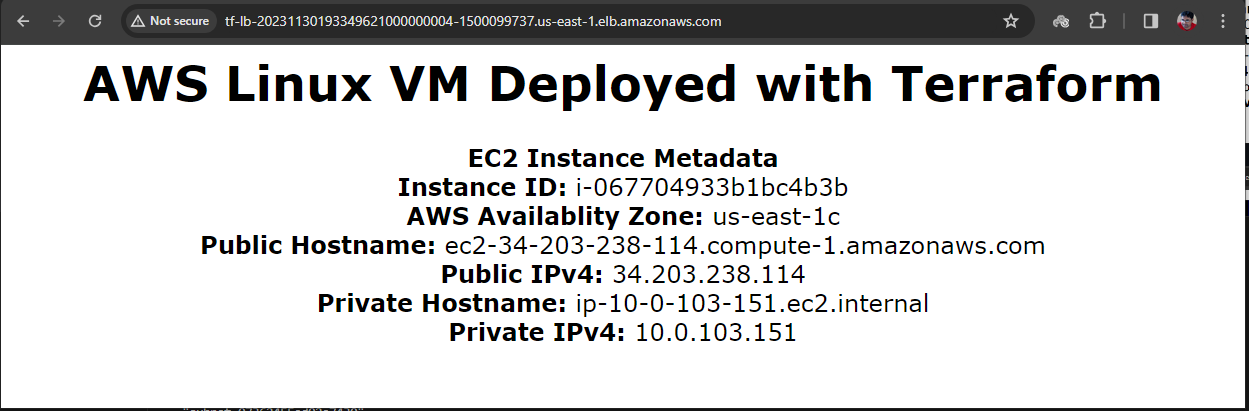 Not secure tf-lb-20231130193349621000000004-1500099737.us-east-1.elb.amazonaws.com
AWS Linux VM Deployed with Terraform
EC2 Instance Metadata
Instance ID: i-067704933b1bc4b3b
AWS Availablity Zone: us-east-1c
Public Hostname: ec2-34-203-238-114.compute-1.amazonaws.com
Public IPv4: 34.203.238.114
Private Hostname: ip-10-0-103-151.ec2.internal
Private IPv4: 10.0.103.151